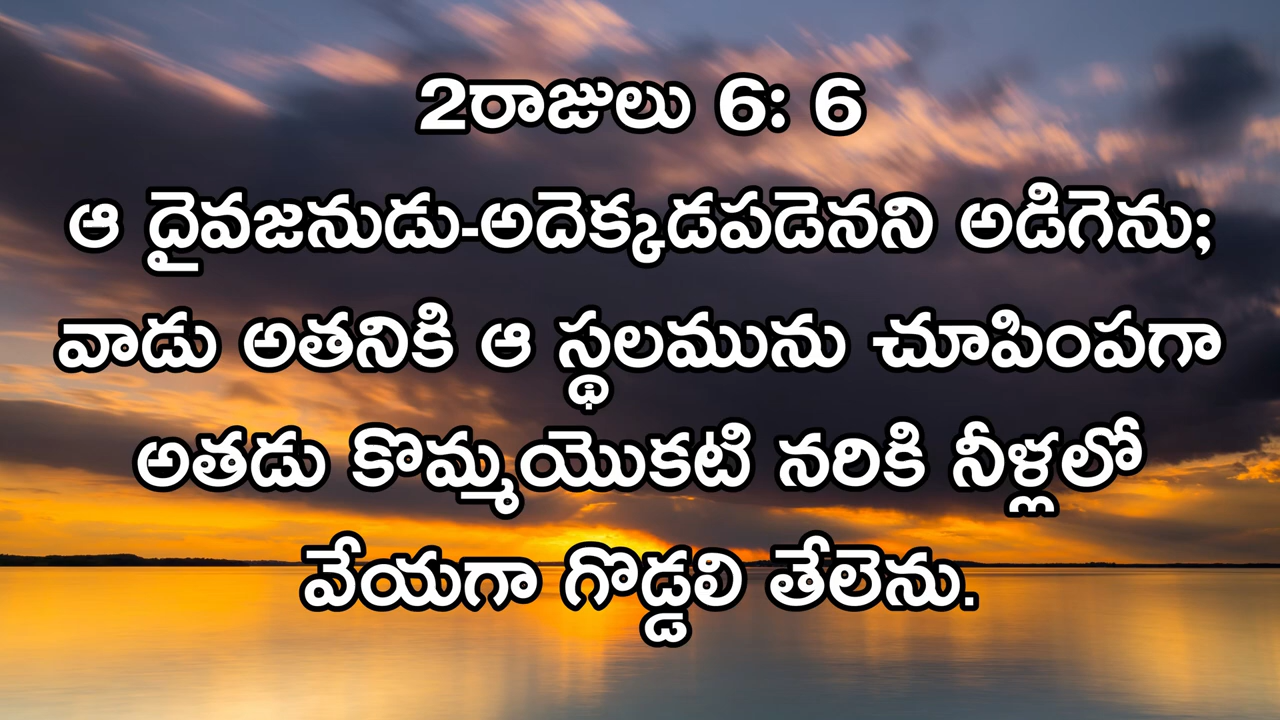 2రాజులు 6: 6
ఆ దైవజనుడు-అదెక్కడపడెనని అడిగెను;
వాడు అతనికి ఆ స్థలమును చూపింపగా
అతడు కొమ్మయొకటి నరికి నీళ్లలో
వేయగా గొడ్డలి తేలెను.